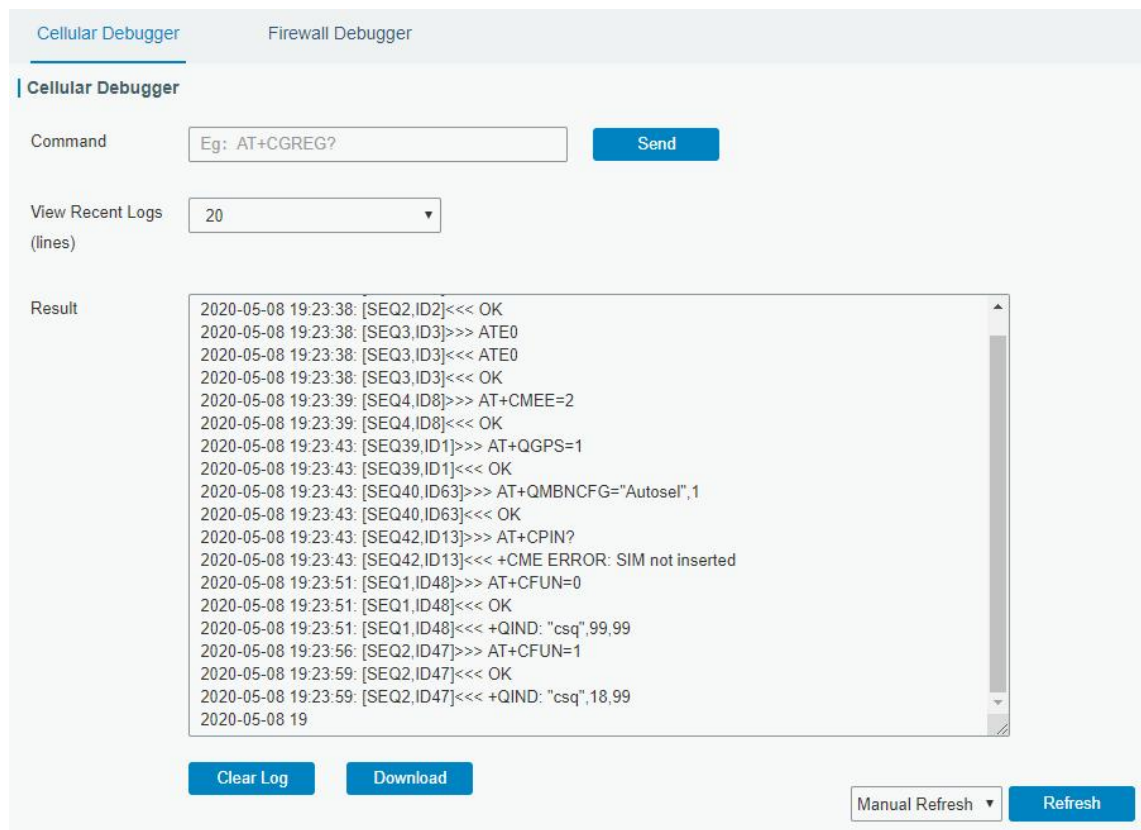 Cellular Debugger Firewall Debugger
Cellular Debugger
Command Eg: AT+CGREG? Send
View Recent Logs 20
(lines)
Result
2020-05-08 19:23:38: [SEQ2,ID2]<<< OK
2020-05-08 19:23:38: [SEQ3,ID3]>>> ATE0
2020-05-08 19:23:38: [SEQ3,ID3]<<< ATE0
2020-05-08 19:23:38: [SEQ3,ID3]<<< OK
2020-05-08 19:23:39: [SEQ4,ID8]>>> AT+CMEE=2
2020-05-08 19:23:39: [SEQ4,ID8]<<< OK
2020-05-08 19:23:43: [SEQ39,ID1]>>> AT+QGPS=1
2020-05-08 19:23:43: [SEQ39,ID1]<<< OK
2020-05-08 19:23:43: [SEQ40,ID63]>>> AT+QMBNCFG="Autosel",1
2020-05-08 19:23:43: [SEQ40,ID63]<<< OK
2020-05-08 19:23:43: [SEQ42,ID13]>>> AT+CPIN?
2020-05-08 19:23:43: [SEQ42,ID13]<<< +CME ERROR: SIM not inserted
2020-05-08 19:23:51: [SEQ1,ID48]>>> AT+CFUN=0
2020-05-08 19:23:51: [SEQ1,ID48]<<< OK
2020-05-08 19:23:51: [SEQ1,ID48]<<< +QIND: "csq",99,99
2020-05-08 19:23:56: [SEQ2,ID47]>>> AT+CFUN=1
2020-05-08 19:23:59: [SEQ2,ID47]<<< OK
2020-05-08 19:23:59: [SEQ2,ID47]<<< +QIND: "csq",18,99
2020-05-08 19
Clear Log Download
Manual Refresh Refresh